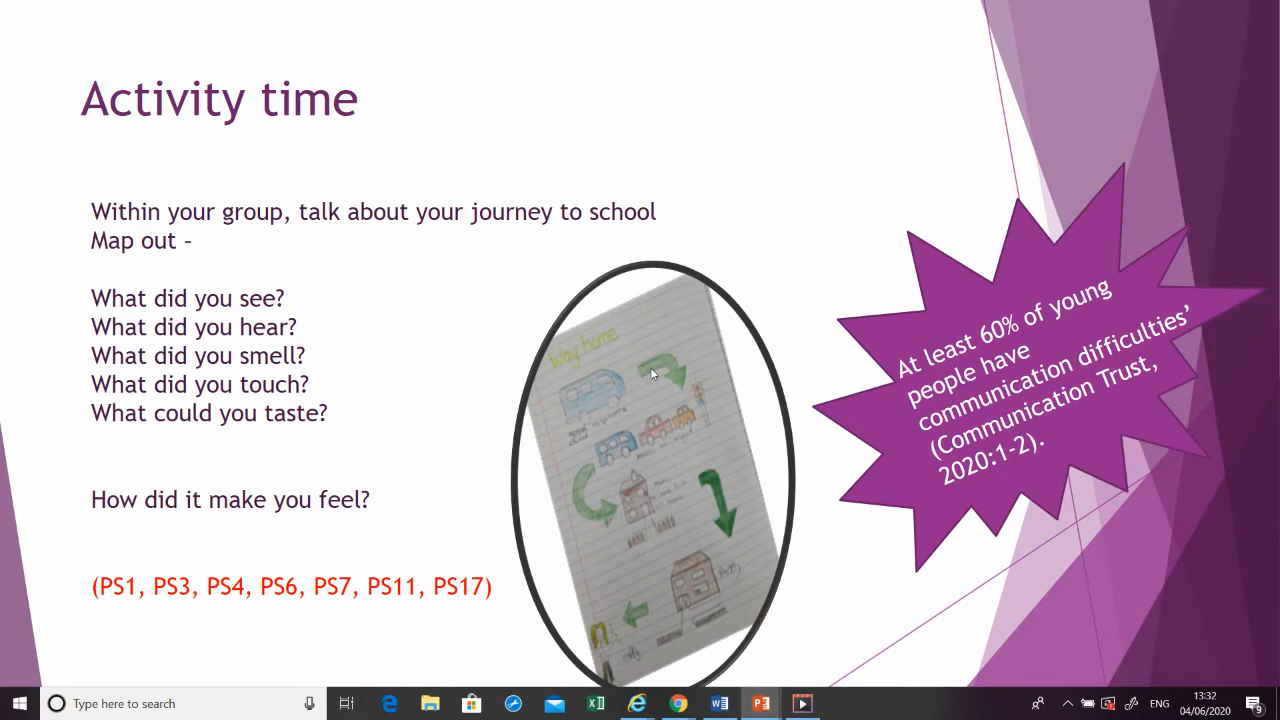 Activity time
Within your group, talk about your journey to school
Map out –
What did you see?
What did you hear?
What did you smell?
What did you touch?
What could you taste?
How did it make you feel?
(PS1, PS3, PS4, PS6, PS7, PS11, PS17)
Way home
At least 60% of young
people have
communication difficulties’
(Communication Trust,
2020:1-2).
Type here to search
ENG
13:32
04/06/2020
9